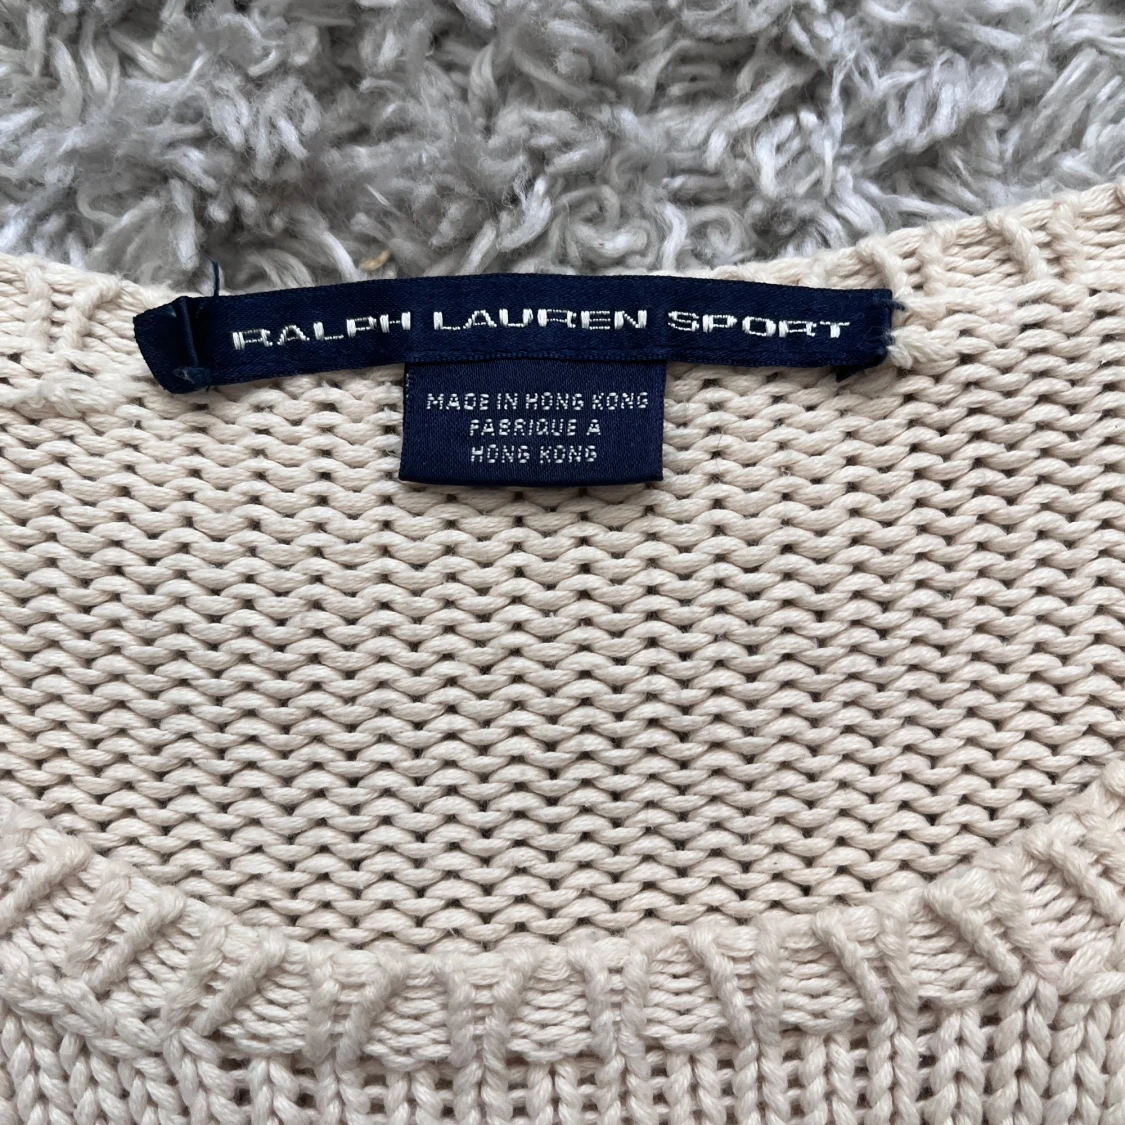 RALPH LAUREN SPORT
MADE IN HONG KONG
FABRIQUE A
HONG KONG